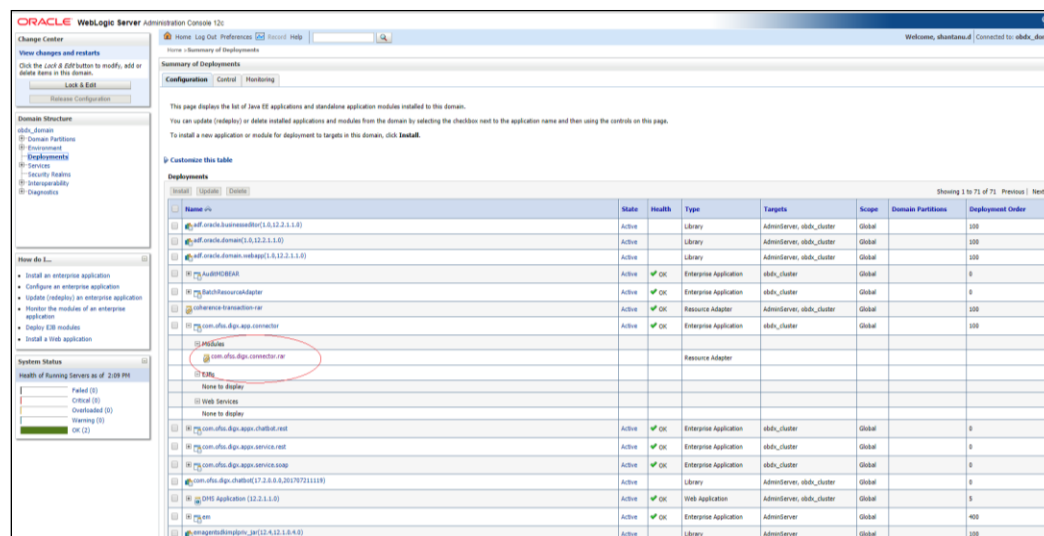 ORACLE WebLogic Server Administration Console 12c
Change Center
View changes and restarts
Click the Lock & Edit button to modify, add or
delete items in this domain.
Lock & Edit
Release Configuration
Domain Structure
obdx_domain
Domain Partitions
Environment
Deployments
Services
Security Realms
Interoperability
Diagnostics
How do I...
Install an enterprise application
Configure an enterprise application
Update (redeploy) an enterprise application
Monitor the modules of an enterprise
application
Deploy EJB modules
Install a Web application
System Status
Health of Running Servers as of 2:09 PM
Failed (0)
Critical (0)
Overloaded (0)
Warning (0)
OK (2)
Home Log Out Preferences Record Help
Welcome, shantanu.d Connected to: obdx_dom
Home >Summary of Deployments
Summary of Deployments
Configuration Control Monitoring
This page displays the list of Java EE applications and standalone application modules installed to this domain.
You can update (redeploy) or delete installed applications and modules from the domain by selecting the checkbox next to the application name and then using the controls on this page.
To install a new application or module for deployment to targets in this domain, click Install.
Customize this table
Deployments
Install Update Delete Showing 1 to 71 of 71 Previous | Next
Name State Health Type Targets Scope Domain Partitions Deployment Order
adf.oracle.businesseditor(1.0,12.2.1.1.0) Active Library AdminServer, obdx_cluster Global 100
adf.oracle.domain(1.0,12.2.1.1.0) Active Library AdminServer, obdx_cluster Global 100
adf.oracle.domain.webapp(1.0,12.2.1.1.0) Active Library AdminServer, obdx_cluster Global 100
AuditMDBEAR Active OK Enterprise Application obdx_cluster Global 0
BatchResourceAdapter Active OK Enterprise Application obdx_cluster Global 0
coherence-transaction-rar Active OK Resource Adapter AdminServer, obdx_cluster Global 100
com.ofss.digx.app.connector Active OK Enterprise Application obdx_cluster Global 100
Modules
com.ofss.digx.connector.rar Resource Adapter
EJBs
None to display
Web Services
None to display
com.ofss.digx.appx.chatbot.rest Active OK Enterprise Application obdx_cluster Global 0
com.ofss.digx.appx.service.rest Active OK Enterprise Application obdx_cluster Global 0
com.ofss.digx.appx.service.soap Active OK Enterprise Application obdx_cluster Global 0
com.ofss.digx.chatbot(17.2.0.0.0,201707211119) Active Library obdx_cluster Global 0
DMS Application (12.2.1.1.0) Active OK Web Application AdminServer, obdx_cluster Global 5
em Active OK Enterprise Application AdminServer Global 400
emagentsdkimplpriv_jar(12.4,12.1.0.4.0) Active Library AdminServer Global 100